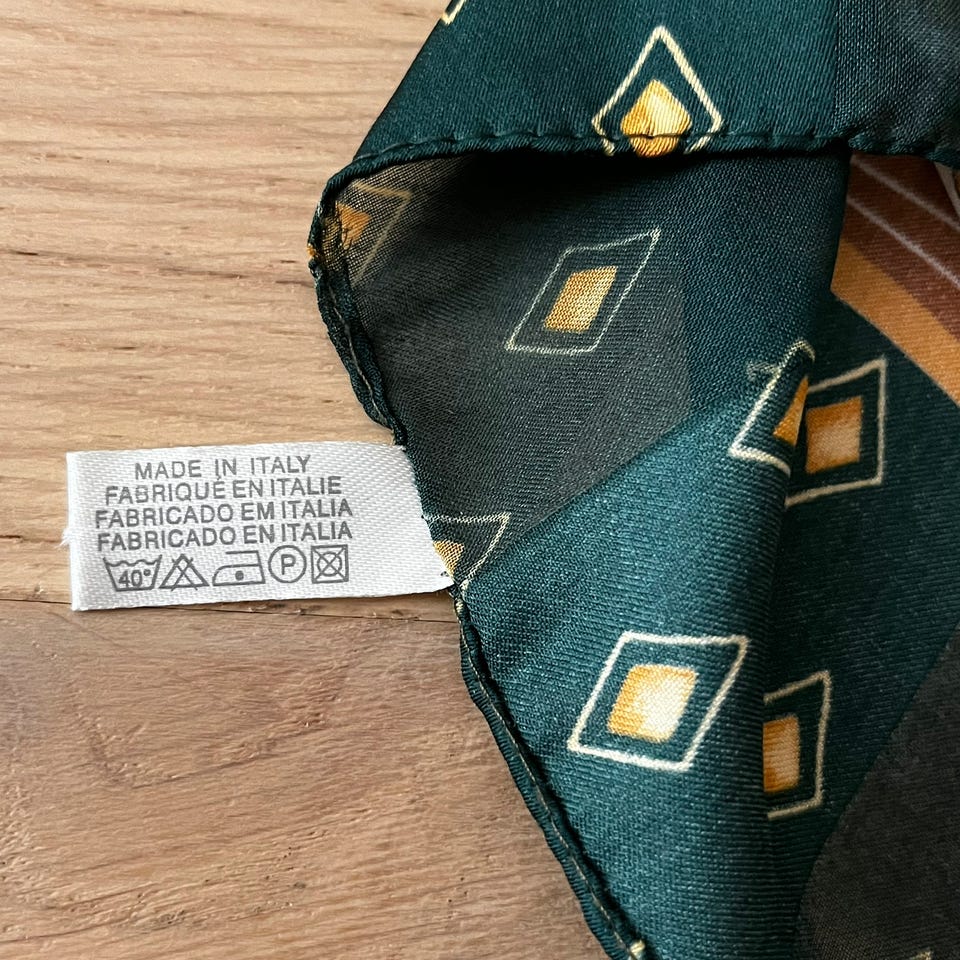 MADE IN ITALY
FABRIQUÉ EN ITALIE
FABRICADO EM ITALIA
FABRICADO EN ITALIA
40° P